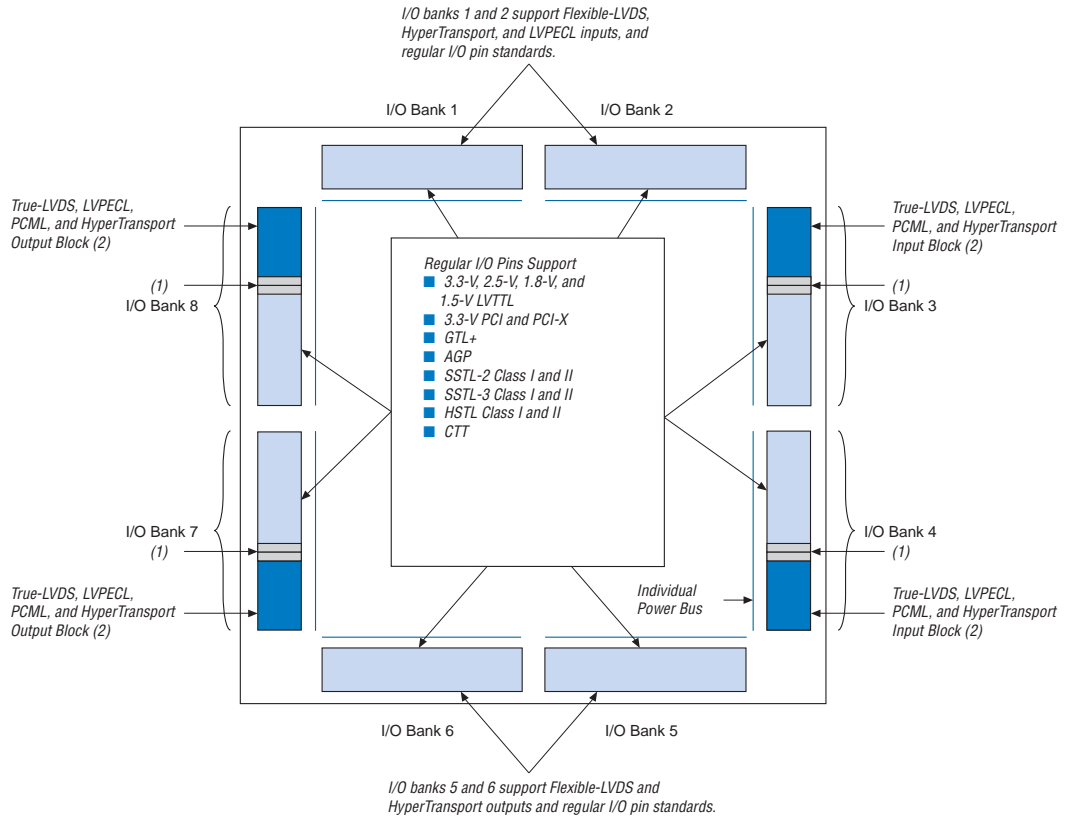 I/O banks 1 and 2 support Flexible-LVDS,
HyperTransport, and LVPECL inputs, and
regular I/O pin standards.
I/O Bank 1
I/O Bank 2
True-LVDS, LVPECL,
PCML, and HyperTransport
Output Block (2)
(1)
I/O Bank 8
True-LVDS, LVPECL,
PCML, and HyperTransport
Input Block (2)
(1)
I/O Bank 3
Regular I/O Pins Support
■ 3.3-V, 2.5-V, 1.8-V, and
1.5-V LVTTL
■ 3.3-V PCI and PCI-X
■ GTL+
■ AGP
■ SSTL-2 Class I and II
■ SSTL-3 Class I and II
■ HSTL Class I and II
■ CTT
I/O Bank 7
(1)
True-LVDS, LVPECL,
PCML, and HyperTransport
Output Block (2)
I/O Bank 4
(1)
True-LVDS, LVPECL,
PCML, and HyperTransport
Input Block (2)
Individual
Power Bus
I/O Bank 6
I/O Bank 5
I/O banks 5 and 6 support Flexible-LVDS and
HyperTransport outputs and regular I/O pin standards.